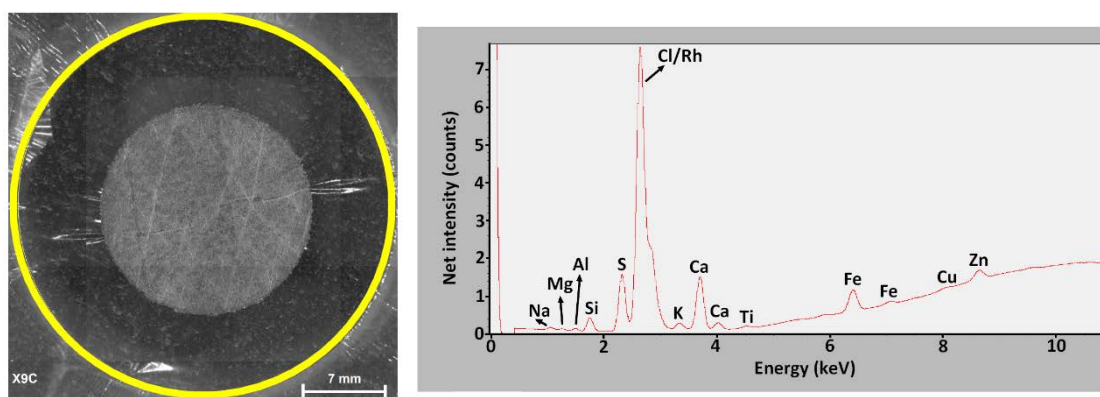 X9C
7 mm
Net intensity (counts)
7
6
5
4
3
2
1
0
Na
Mg
Al
Si
S
Cl/Rh
K
Ca
Ca
Ti
Fe
Fe
Cu
Zn
0 2 4 6 8 10
Energy (keV)